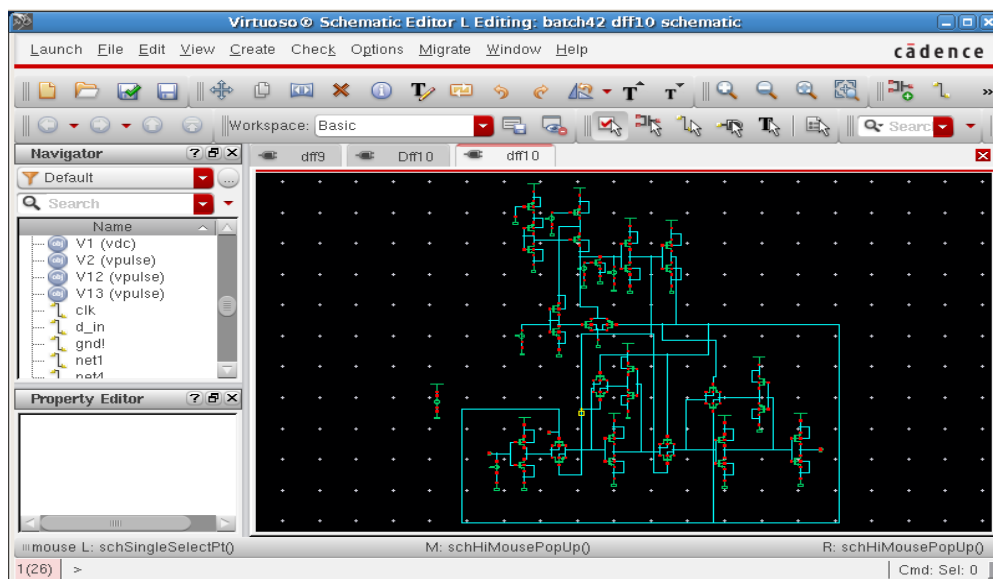 Virtuoso® Schematic Editor L Editing: batch42 dff10 schematic
Launch File Edit View Create Check Options Migrate Window Help cādence
Workspace: Basic Searc
Navigator ? dff9 Dff10 dff10
Default
Search
Name
V1 (vdc)
V2 (vpulse)
V12 (vpulse)
V13 (vpulse)
clk
d_in
gnd!
net1
net4
Property Editor ?
mouse L: schSingleSelectPt() M: schHiMousePopUp() R: schHiMousePopUp()
1(26) > Cmd: Sel: 0